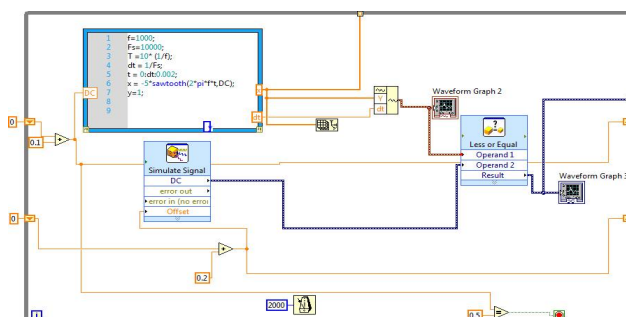 1 f=1000;
2 Fs=10000;
3 T =10* (1/f);
4 dt = 1/Fs;
5 t = 0:dt:0.002;
6 x = -5*sawtooth(2*pi*f*t,DC);
7 y=1;
8
9
DC
x
dt
Y
dt
Waveform Graph 2
0
0.1
Simulate Signal
DC
error out
error in (no error
Offset
?
Less or Equal
Operand 1
Operand 2
Result
Waveform Graph 3
0
0.2
2000
0.5
i